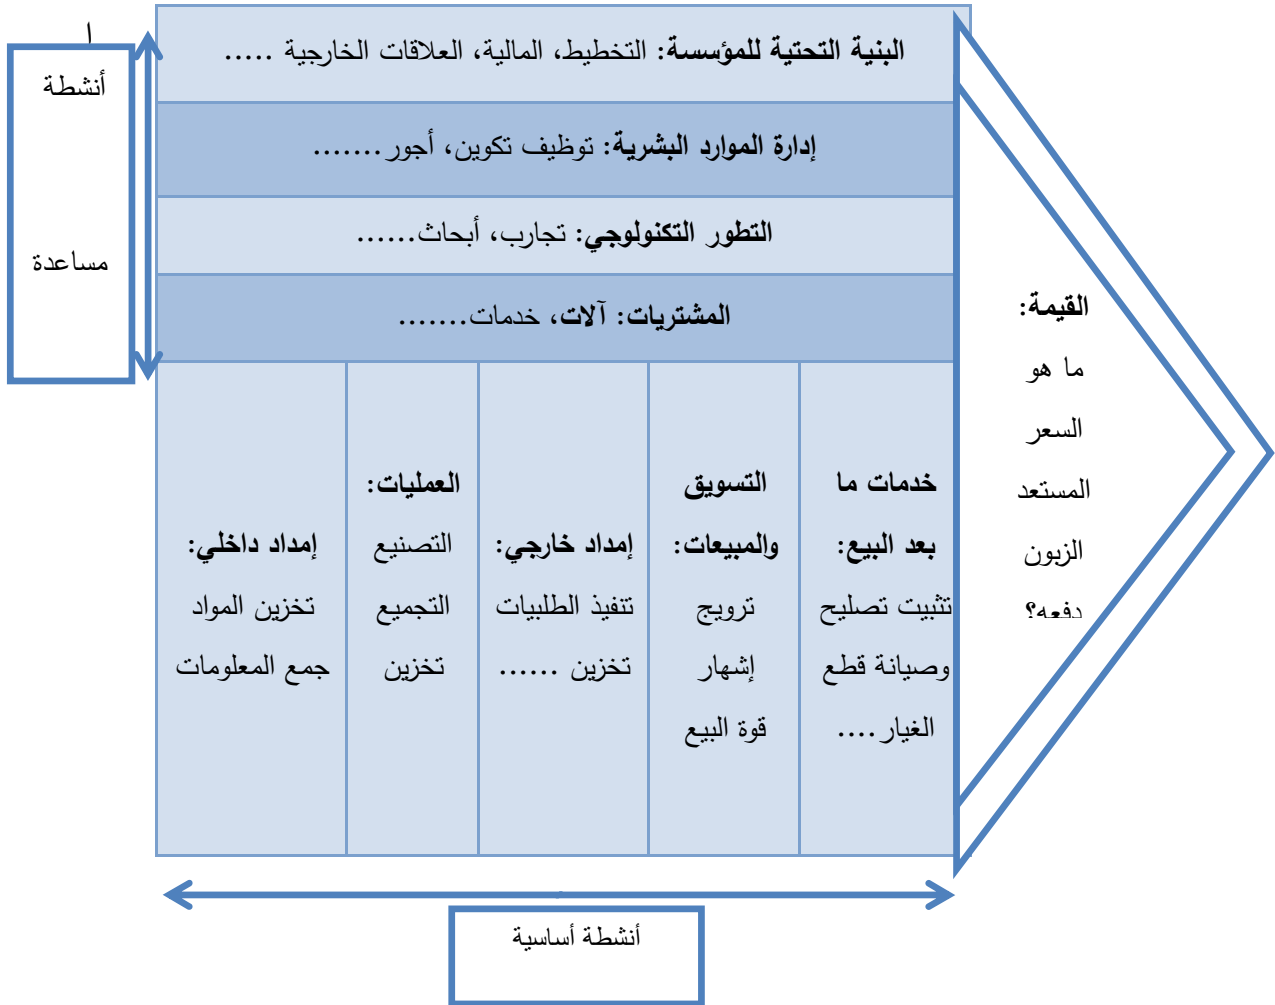 ا
أنشطة
مساعدة
البنية التحتية للمؤسسة: التخطيط، المالية، العلاقات الخارجية .....
إدارة الموارد البشرية: توظيف تكوين، أجور.......
التطور التكنولوجي: تجارب، أبحاث......
المشتريات: آلات، خدمات.......
القيمة:
ما هو
السعر
المستعد
الزبون
دفعه؟
خدمات ما
بعد البيع:
تثبيت تصليح
وصيانة قطع
الغيار....
التسويق
والمبيعات:
ترويج
إشهار
قوة البيع
إمداد خارجي:
تنفيذ الطلبيات
تخزين ......
العمليات:
التصنيع
التجميع
تخزين
إمداد داخلي:
تخزين المواد
جمع المعلومات
أنشطة أساسية